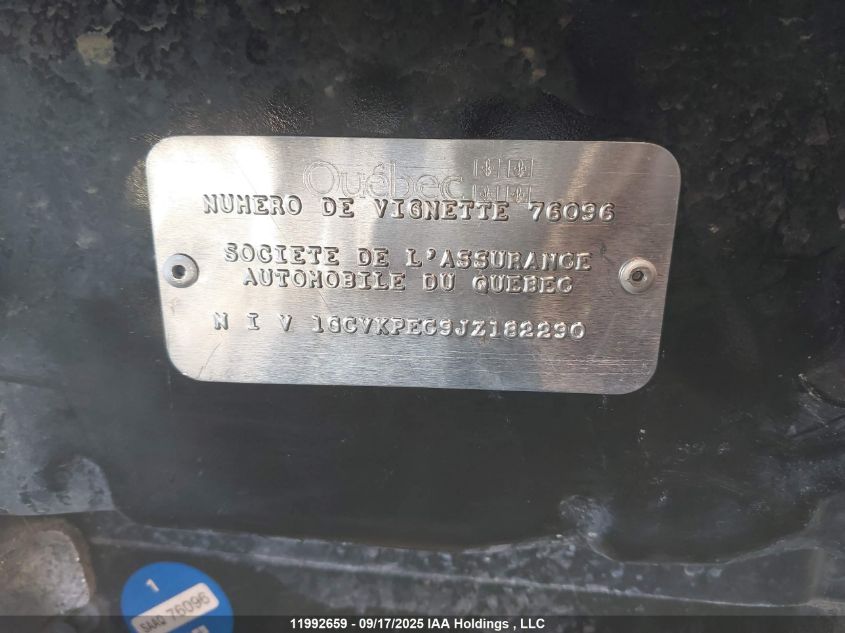 Québec
NUMERO DE VIGNETTE 76096
SOCIETE DE L'ASSURANCE
AUTOMOBILE DU QUEBEC
N I V 1GCVKPEC9JZ182290
1
SAAQ 76096
11992659 - 09/17/2025 IAA Holdings , LLC